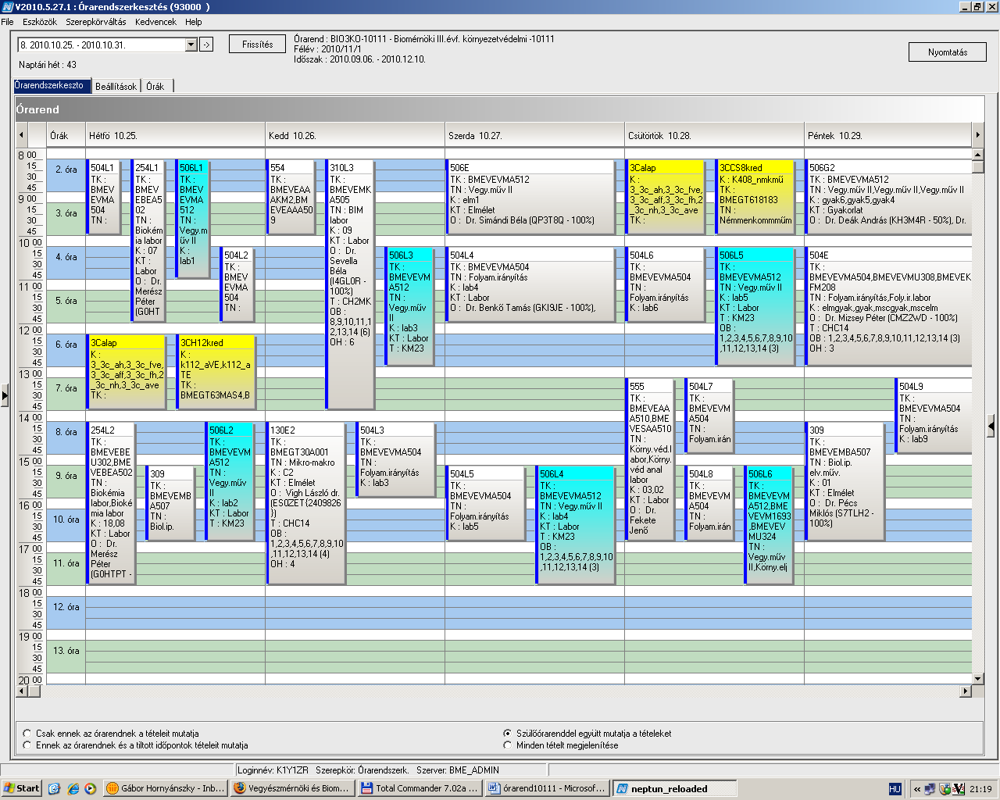 V2010.5.27.1 : Órarendszerkesztés (93000 )
File Eszközök Szerepkörváltás Kedvencek Help
8. 2010.10.25. - 2010.10.31.
->
Frissítés
Órarend : BIO3KO-10111 - Biomérnöki III.évf. környezetvédelmi -10111
Félév : 2010/11/1
Időszak : 2010.09.06. - 2010.12.10.
Nyomtatás
Naptári hét : 43
Órarendszerkeszto Beállítások Órák
Órarend
Órák Hétfő 10.25. Kedd 10.26. Szerda 10.27. Csütörtök 10.28. Péntek 10.29.
8 00
15
30
45
9 00
15
30
45
10 00
15
30
45
11 00
15
30
45
12 00
15
30
45
13 00
15
30
45
14 00
15
30
45
15 00
15
30
45
16 00
15
30
45
17 00
15
30
45
18 00
15
30
45
19 00
15
30
45
20 00
2. óra
3. óra
4. óra
5. óra
6. óra
7. óra
8. óra
9. óra
10. óra
11. óra
12. óra
13. óra
504L1
TK :
BMEV
EVMA
504
TN :
254L1
TK :
BMEV
EBEA5
02
TN :
Bioké
mia labor
K : 07
KT :
Labor
O : Dr.
Merész
Péter
(G0HT
506L1
TK :
BMEV
EVMA
512
TN :
Vegy.m
űv II
K :
lab1
504L2
TK :
BMEV
EVMA
504
TN :
3Calap
K :
3_3c_ah,3_3c_fve,
3_3c_aff,3_3c_fh,2
_3c_nh,3_3c_ave
TK :
3CH12kred
K :
k112_aVE,k112_a
TE
TK :
BMEGT63MAS4,B
254L2
TK :
BMEVEBE
U302,BME
VEBEA502
TN :
Biokémia
labor,Bioké
mia labor
K : 18,08
KT : Labor
O : Dr.
Merész
Péter
(G0HTPT -
309
TK :
BMEVEMB
A507
TN :
Biol.ip.
506L2
TK :
BMEVEVM
A512
TN :
Vegy.műv
II
K : lab2
KT : Labor
T : KM23
554
TK :
BMEVEAA
AKM2,BM
EVEAAA50
9
310L3
TK :
BMEVEMK
A505
TN : BIM
labor
K : 09
KT : Labor
O : Dr.
Sevella
Béla
(I4GL0R -
100%)
T : CH2MK
OB :
8,9,10,11,1
2,13,14 (6)
OH : 6
506L3
TK :
BMEVEVM
A512
TN :
Vegy.műv
II
K : lab3
KT : Labor
T : KM23
130E2
TK :
BMEGT30A001
TN : Mikro-makro
K : C2
KT : Elmélet
O : Vigh László dr.
(ES0ZET{2409826
})
T : CHC14
OB :
1,2,3,4,5,6,7,8,9,10
,11,12,13,14 (4)
OH : 4
504L3
TK :
BMEVEVMA504
TN :
Folyam.irányítás
K : lab3
506E
TK : BMEVEVMA512
TN : Vegy.műv II
K : elm1
KT : Elmélet
O : Dr. Simándi Béla (QP3T8Q - 100%)
504L4
TK : BMEVEVMA504
TN : Folyam.irányítás
K : lab4
KT : Labor
O : Dr. Benkő Tamás (GKI9JE - 100%),
504L5
TK :
BMEVEVMA504
TN :
Folyam.irányítás
K : lab5
506L4
TK :
BMEVEVMA512
TN : Vegy.műv II
K : lab4
KT : Labor
T : KM23
OB :
1,2,3,4,5,6,7,8,9,10
,11,12,13,14 (3)
3Calap
K :
3_3c_ah,3_3c_fve,
3_3c_aff,3_3c_fh,2
_3c_nh,3_3c_ave
TK :
3CCS8kred
K : K408_nmkmű
TK :
BMEGT618183
TN :
Némmenkommműm
504L6
TK :
BMEVEVMA504
TN :
Folyam.irányítás
K : lab6
506L5
TK :
BMEVEVMA512
TN : Vegy.műv II
K : lab5
KT : Labor
T : KM23
OB :
1,2,3,4,5,6,7,8,9,10
,11,12,13,14 (3)
555
TK :
BMEVEAA
A510,BME
VESAA510
TN :
Körny.véd.l
abor,Körny.
véd anal
labor
K : 03,02
KT : Labor
O : Dr.
Fekete
Jenő
504L7
TK :
BMEVEVM
A504
TN :
Folyam.irán
504L8
TK :
BMEVEVM
A504
TN :
Folyam.irán
506L6
TK :
BMEVEVM
A512,BME
VEVM1693
,BMEVEV
MU324
TN :
Vegy.műv
II,Körny.elj
506G2
TK : BMEVEVMA512
TN : Vegy.műv II,Vegy.műv II,Vegy.műv II
K : gyak6,gyak5,gyak4
KT : Gyakorlat
O : Dr. Deák András (KH3M4R - 50%), Dr.
504E
TK :
BMEVEVMA504,BMEVEVMU308,BMEVEK
FM208
TN : Folyam.irányítás,Foly.ir.labor
K : elmgyak,gyak,mscgyak,mscelm
O : Dr. Mizsey Péter (CMZ2WD - 100%)
T : CHC14
OB : 1,2,3,4,5,6,7,8,9,10,11,12,13,14 (3)
OH : 3
504L9
TK :
BMEVEVMA504
TN :
Folyam.irányítás
K : lab9
309
TK :
BMEVEMBA507
TN : Biol.ip.
elv.műv.
K : 01
KT : Elmélet
O : Dr. Pécs
Miklós (S7TLH2 -
100%)
Csak ennek az órarendnek a tételeit mutatja
Ennek az órarendnek és a tiltott időpontok tételeit mutatja
Szülőórarenddel együtt mutatja a tételeket
Minden tételt megjelenítése
Loginnév: K1Y1ZR Szerepkör: Órarendszerk. Szerver: BME_ADMIN
Start
Gábor Hornyánszky - Inb...
Vegyészmérnöki és Biom...
Total Commander 7.02a ...
órarend10111 - Microsof...
neptun_reloaded
HU
«
21:19